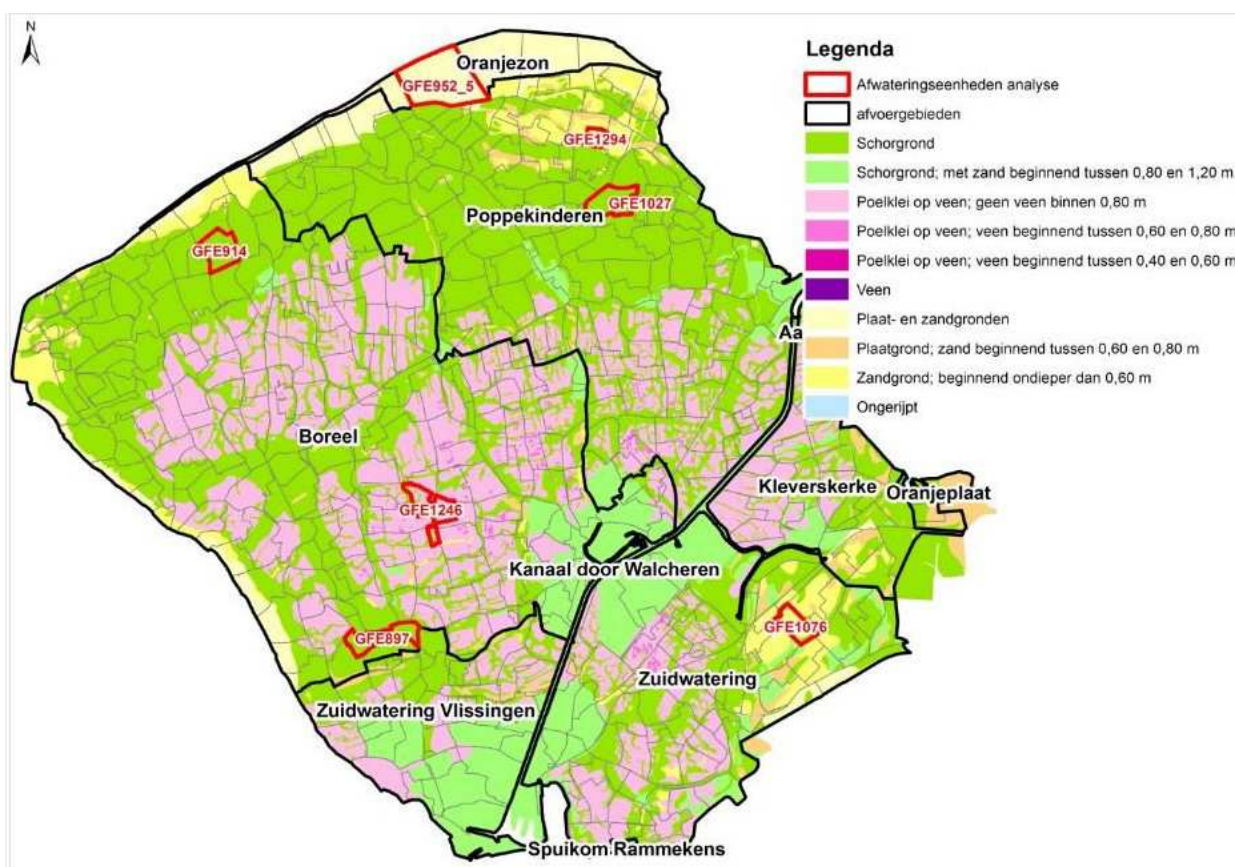 N
Oranjezon
GFE952_5
GFE1294
Poppekinderen
GFE1027
GFE914
Aa
Boreel
GFE1246
Kleverskerke
Oranjeplaat
Kanaal door Walcheren
GFE897
GFE1076
Zuidwatering
Zuidwatering Vlissingen
Spuikom Rammekens
Legenda
Afwateringseenheden analyse
afvoergebieden
Schorgrond
Schorgrond; met zand beginnend tussen 0,80 en 1,20 m
Poelklei op veen; geen veen binnen 0,80 m
Poelklei op veen; veen beginnend tussen 0,60 en 0,80 m
Poelklei op veen; veen beginnend tussen 0,40 en 0,60 m
Veen
Plaat- en zandgronden
Plaatgrond; zand beginnend tussen 0,60 en 0,80 m
Zandgrond; beginnend ondieper dan 0,60 m
Ongerijpt